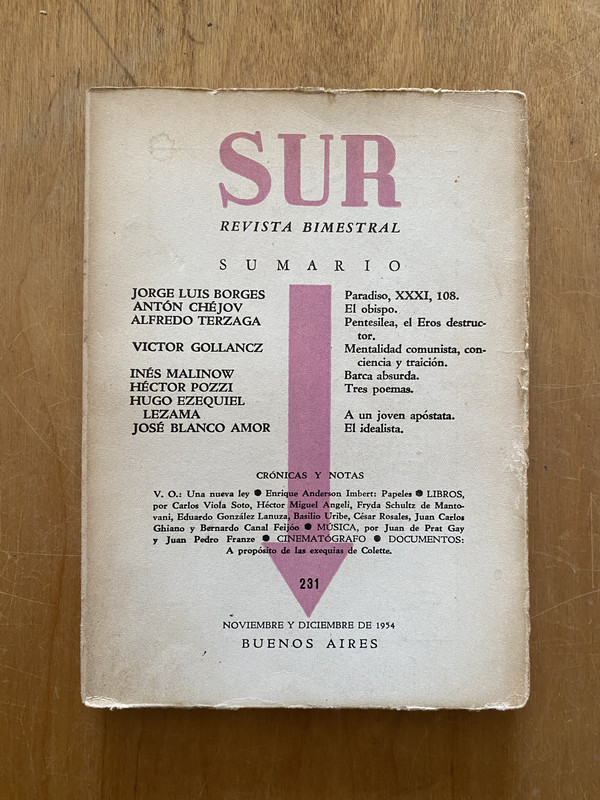 SUR
REVISTA BIMESTRAL
SUMARIO
JORGE LUIS BORGES Paradiso, XXXI, 108.
ANTÓN CHÉJOV El obispo.
ALFREDO TERZAGA Pentesilea, el Eros destruc-
tor.
VICTOR GOLLANCZ Mentalidad comunista, con-
ciencia y traición.
INÉS MALINOW Barca absurda.
HÉCTOR POZZI Tres poemas.
HUGO EZEQUIEL
LEZAMA A un joven apóstata.
JOSÉ BLANCO AMOR El idealista.
CRÓNICAS Y NOTAS
V. O.: Una nueva ley ● Enrique Anderson Imbert: Papeles ● LIBROS,
por Carlos Viola Soto, Héctor Miguel Angeli, Fryda Schultz de Manto-
vani, Eduardo González Lanuza, Basilio Uribe, César Rosales, Juan Carlos
Ghiano y Bernardo Canal Feijóo ● MÚSICA, por Juan de Prat Gay
y Juan Pedro Franze ● CINEMATÓGRAFO ● DOCUMENTOS:
A propósito de las exequias de Colette.
231
NOVIEMBRE Y DICIEMBRE DE 1954
BUENOS AIRES